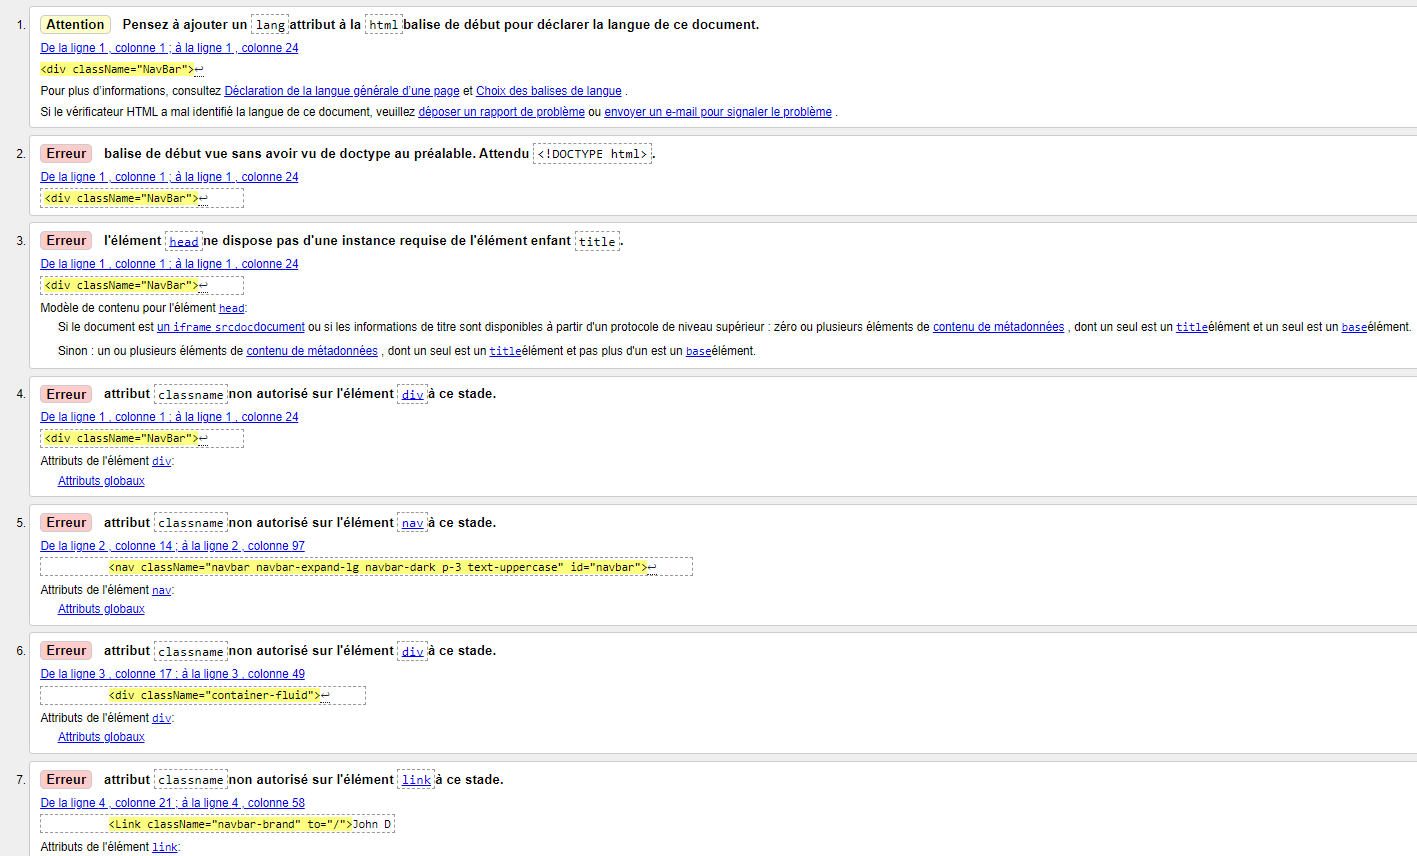 1. Attention Pensez à ajouter un lang attribut à la html balise de début pour déclarer la langue de ce document.
De la ligne 1 , colonne 1 ; à la ligne 1 , colonne 24
<div className="NavBar">↩
Pour plus d'informations, consultez Déclaration de la langue générale d'une page et Choix des balises de langue .
Si le vérificateur HTML a mal identifié la langue de ce document, veuillez déposer un rapport de problème ou envoyer un e-mail pour signaler le problème .
2. Erreur balise de début vue sans avoir vu de doctype au préalable. Attendu <!DOCTYPE html>.
De la ligne 1 , colonne 1 ; à la ligne 1 , colonne 24
<div className="NavBar">↩
3. Erreur l'élément head ne dispose pas d'une instance requise de l'élément enfant title.
De la ligne 1 , colonne 1 ; à la ligne 1 , colonne 24
<div className="NavBar">↩
Modèle de contenu pour l'élément head:
Si le document est un iframe srcdocdocument ou si les informations de titre sont disponibles à partir d'un protocole de niveau supérieur : zéro ou plusieurs éléments de contenu de métadonnées , dont un seul est un titleélément et un seul est un baseélément.
Sinon : un ou plusieurs éléments de contenu de métadonnées , dont un seul est un titleélément et pas plus d'un est un baseélément.
4. Erreur attribut classname non autorisé sur l'élément div à ce stade.
De la ligne 1 , colonne 1 ; à la ligne 1 , colonne 24
<div className="NavBar">↩
Attributs de l'élément div:
Attributs globaux
5. Erreur attribut classname non autorisé sur l'élément nav à ce stade.
De la ligne 2 , colonne 14 ; à la ligne 2 , colonne 97
<nav className="navbar navbar-expand-lg navbar-dark p-3 text-uppercase" id="navbar">↩
Attributs de l'élément nav:
Attributs globaux
6. Erreur attribut classname non autorisé sur l'élément div à ce stade.
De la ligne 3 , colonne 17 ; à la ligne 3 , colonne 49
<div className="container-fluid">↩
Attributs de l'élément div:
Attributs globaux
7. Erreur attribut classname non autorisé sur l'élément link à ce stade.
De la ligne 4 , colonne 21 ; à la ligne 4 , colonne 58
<Link className="navbar-brand" to="/">John D
Attributs de l'élément link: